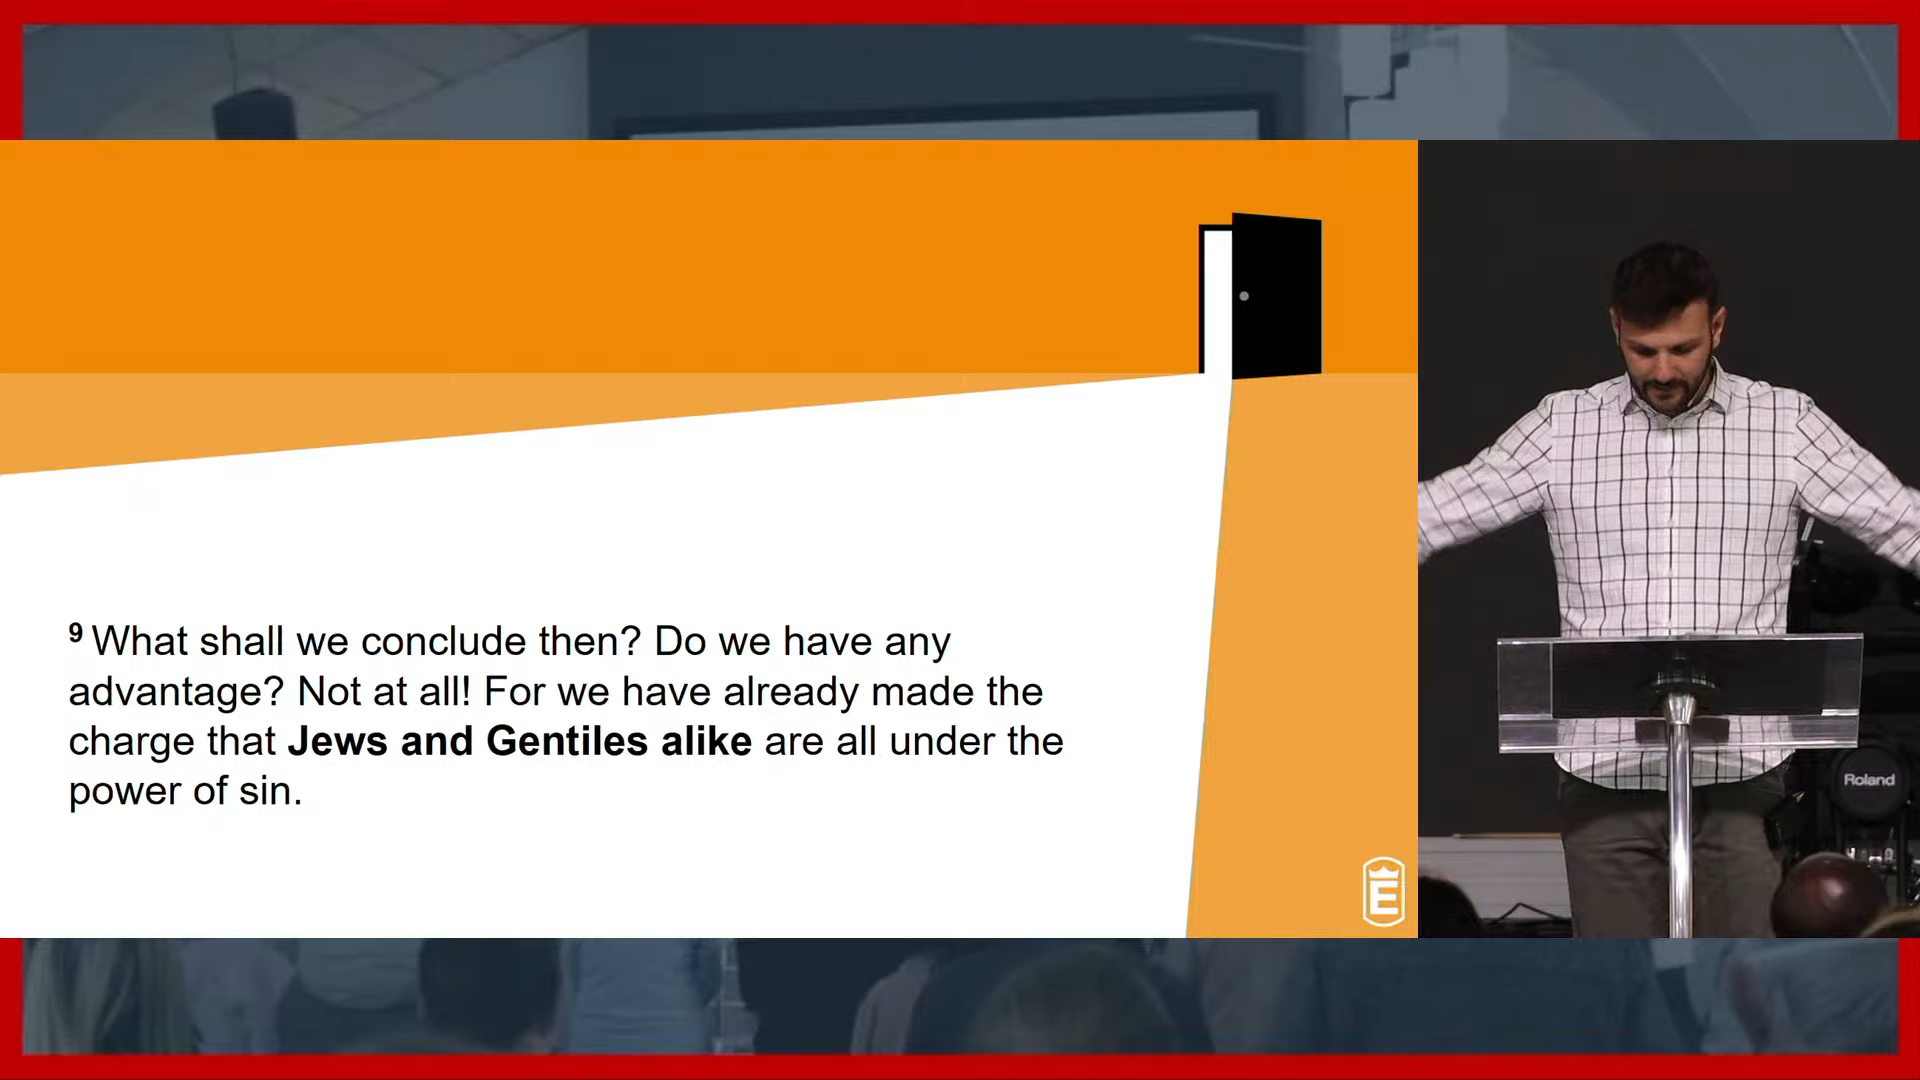 9 What shall we conclude then? Do we have any
advantage? Not at all! For we have already made the
charge that Jews and Gentiles alike are all under the
power of sin.
E
Roland